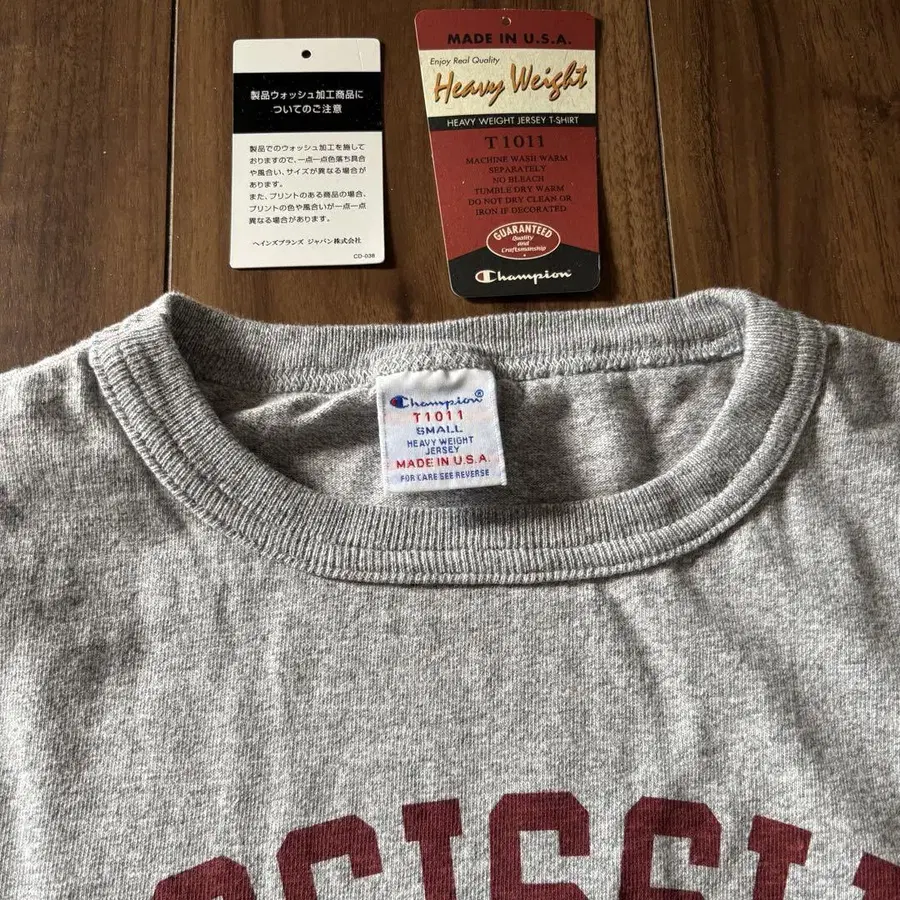 製品ウォッシュ加工商品に
ついてのご注意
製品でのウォッシュ加工を施して
おりますので、一点一点色落ち具合
や風合い、サイズが異なる場合が
あります。
また、プリントのある商品の場合、
プリントの色や風合いが一点一点
異なる場合があります。
ヘインズブランズ ジャパン株式会社
CD-038
MADE IN U.S.A.
Enjoy Real Quality
Heavy Weight
HEAVY WEIGHT JERSEY T-SHIRT
T1011
MACHINE WASH WARM
SEPARATELY
NO BLEACH
TUMBLE DRY WARM
DO NOT DRY CLEAN OR
IRON IF DECORATED
GUARANTEED
Quality
and
Craftsmanship
Champion
Champion®
T1011
SMALL
HEAVY WEIGHT
JERSEY
MADE IN U.S.A.
FOR CARE SEE REVERSE